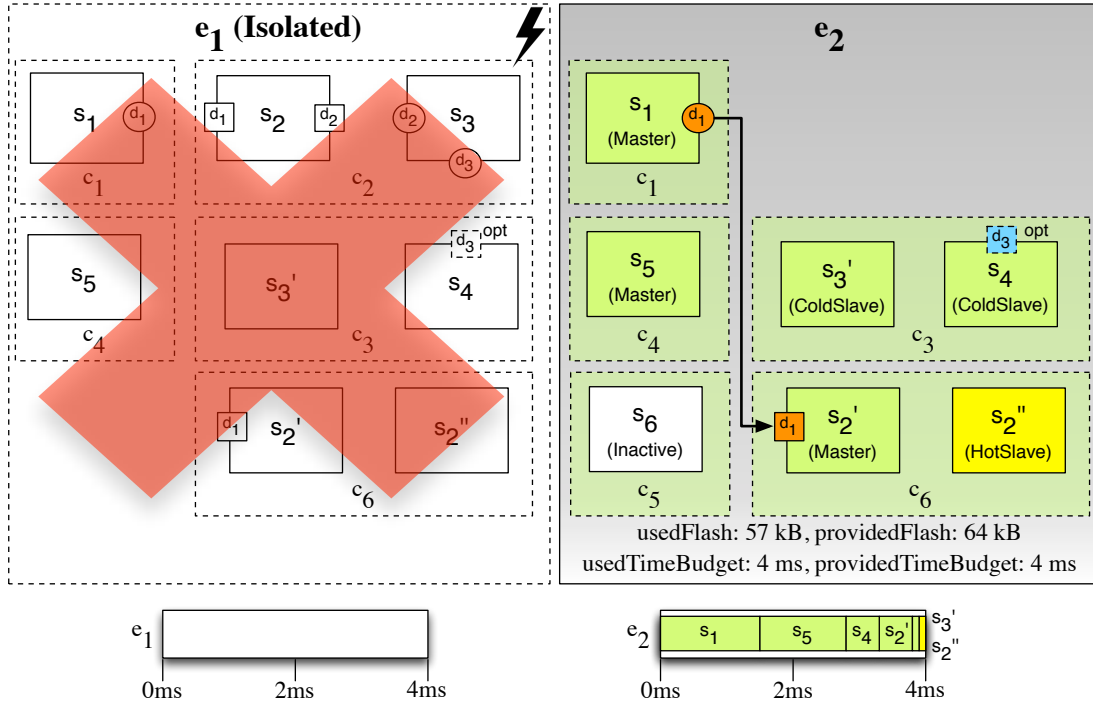 e1 (Isolated)
s1
d1
c1
d1
s2
d2
d2
s3
d3
c2
s5
c4
s3'
d3
opt
s4
c3
d1
s2'
s2''
c6
e2
s1
(Master)
d1
c1
s5
(Master)
c4
s3'
(ColdSlave)
d3
opt
s4
(ColdSlave)
c3
s6
(Inactive)
c5
d1
s2'
(Master)
s2''
(HotSlave)
c6
usedFlash: 57 kB, providedFlash: 64 kB
usedTimeBudget: 4 ms, providedTimeBudget: 4 ms
e1
0ms
2ms
4ms
e2
s1
s5
s4
s2'
s3'
s2''
0ms
2ms
4ms